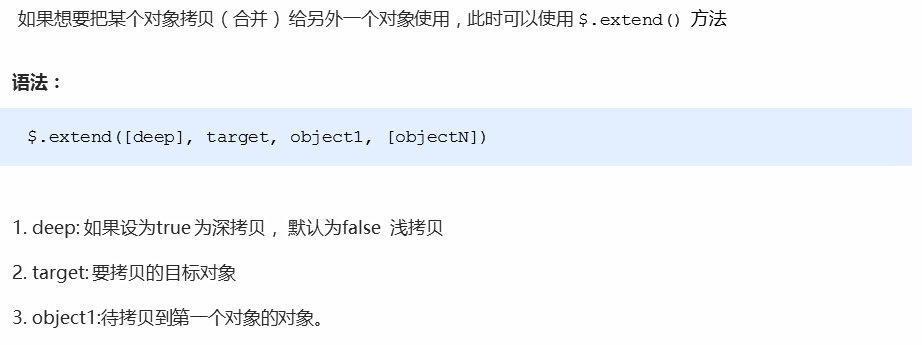 如果想要把某个对象拷贝（合并）给另外一个对象使用，此时可以使用 $.extend() 方法
语法：
$.extend([deep], target, object1, [objectN])
1. deep: 如果设为true 为深拷贝， 默认为false 浅拷贝
2. target: 要拷贝的目标对象
3. object1:待拷贝到第一个对象的对象。